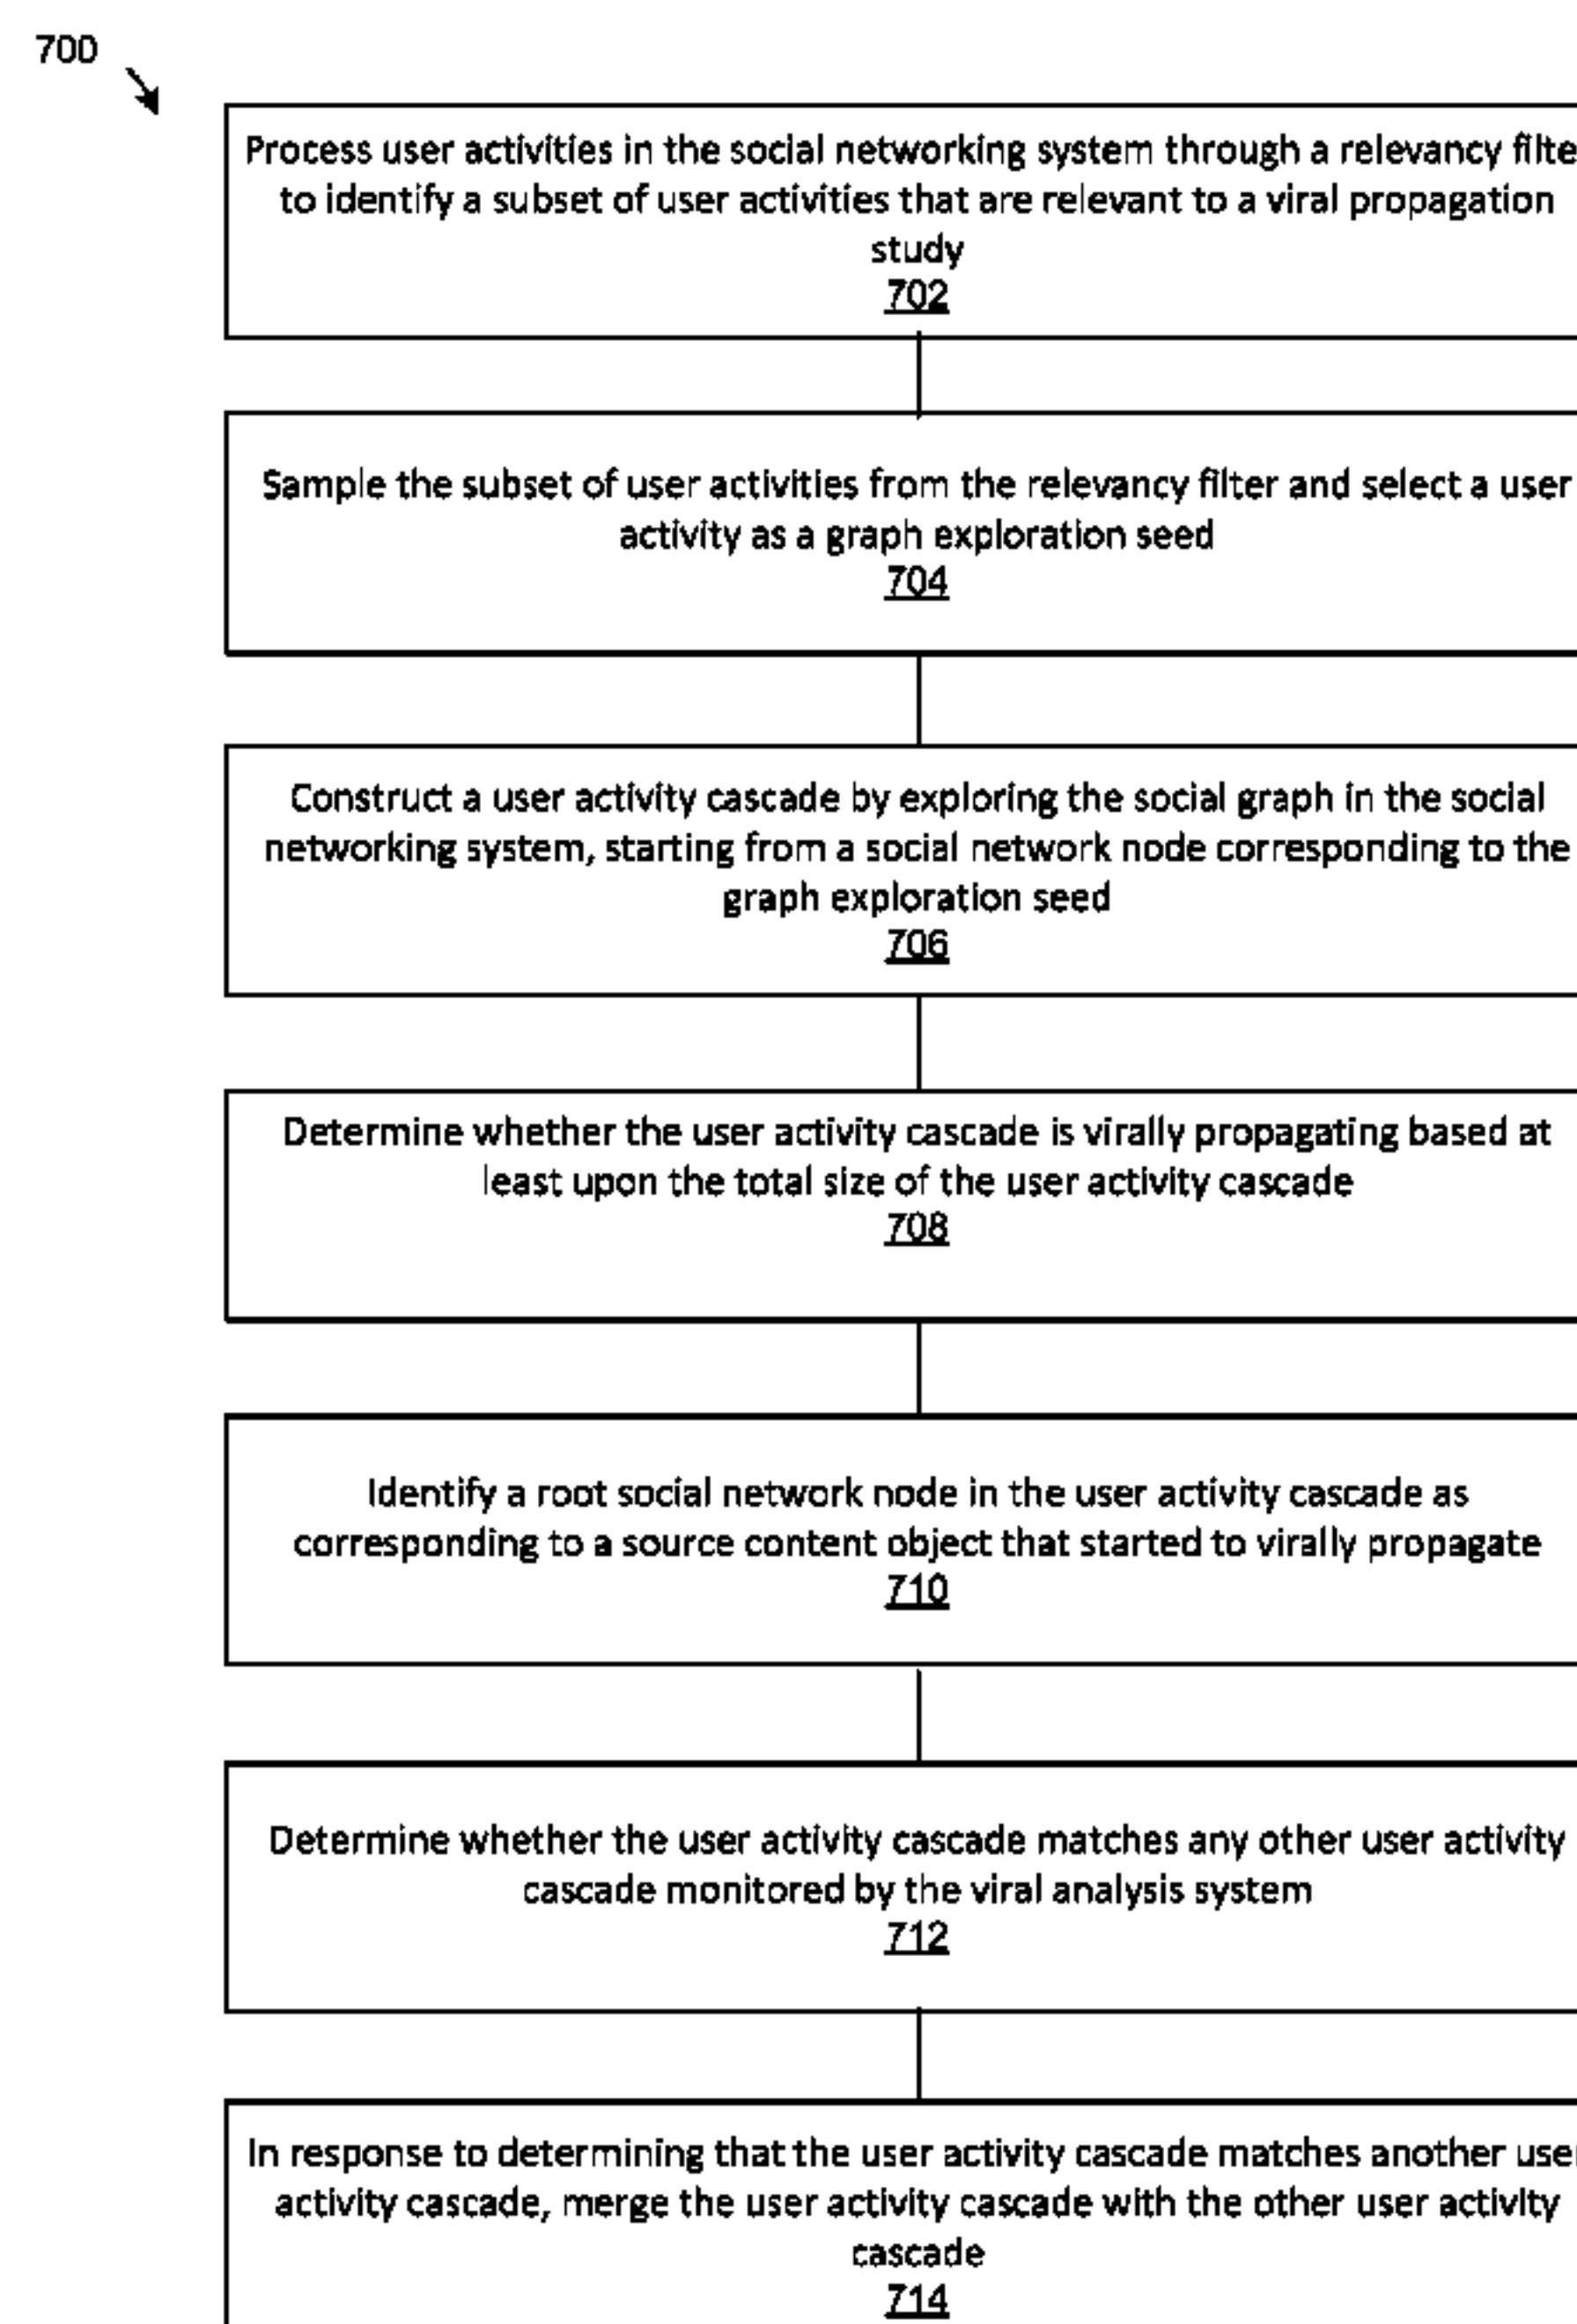 700
Process user activities in the social networking system through a relevancy filte
to identify a subset of user activities that are relevant to a viral propagation
study
702
Sample the subset of user activities from the relevancy filter and select a user
activity as a graph exploration seed
704
Construct a user activity cascade by exploring the social graph in the social
networking system, starting from a social network node corresponding to the
graph exploration seed
706
Determine whether the user activity cascade is virally propagating based at
least upon the total size of the user activity cascade
708
Identify a root social network node in the user activity cascade as
corresponding to a source content object that started to virally propagate
710
Determine whether the user activity cascade matches any other user activity
cascade monitored by the viral analysis system
712
In response to determining that the user activity cascade matches another user
activity cascade, merge the user activity cascade with the other user activity
cascade
714